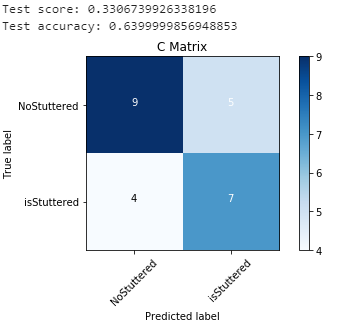 Test score: 0.3306739926338196
Test accuracy: 0.6399999856948853
C Matrix
9
NoStuttered 9 5
8
7
True label
6
isStuttered 4 7
5
4
NoStuttered isStuttered
Predicted label